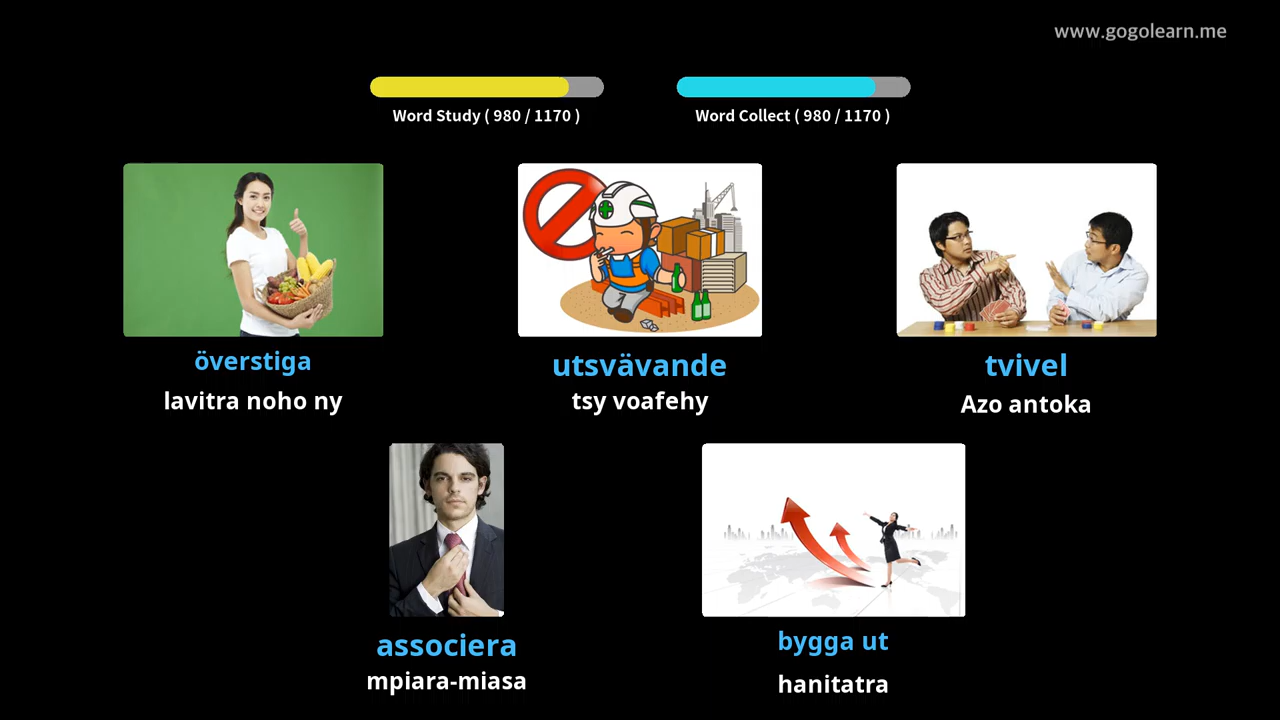 www.gogolearn.me
Word Study ( 980 / 1170 )
Word Collect ( 980 / 1170 )
överstiga
lavitra noho ny
utsvävande
tsy voafehy
tvivel
Azo antoka
associera
mpiara-miasa
bygga ut
hanitatra